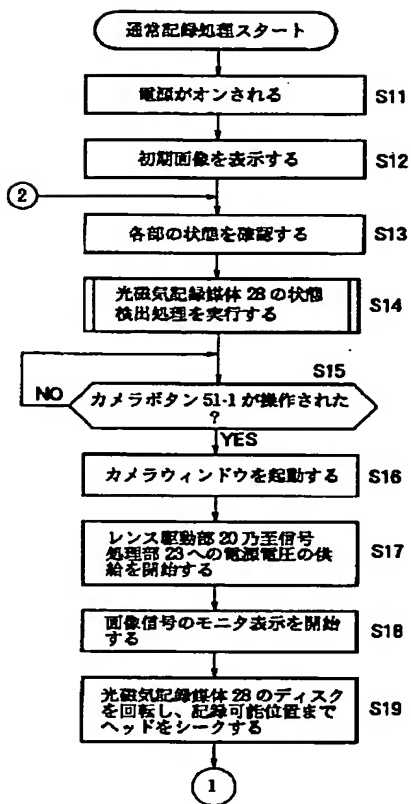 通常記録処理スタート
電源がオンされる
S11
初期画像を表示する
S12
2
各部の状態を確認する
S13
光磁気記録媒体 28 の状態
検出処理を実行する
S14
S15
NO
カメラボタン 51-1 が操作された
?
YES
カメラウィンドウを起動する
S16
レンズ駆動部 20 乃至信号
処理部 23 への電源電圧の供
給を開始する
S17
画像信号のモニタ表示を開始
する
S18
光磁気記録媒体 28 のディスク
を回転し、記録可能位置まで
ヘッドをシークする
S19
1